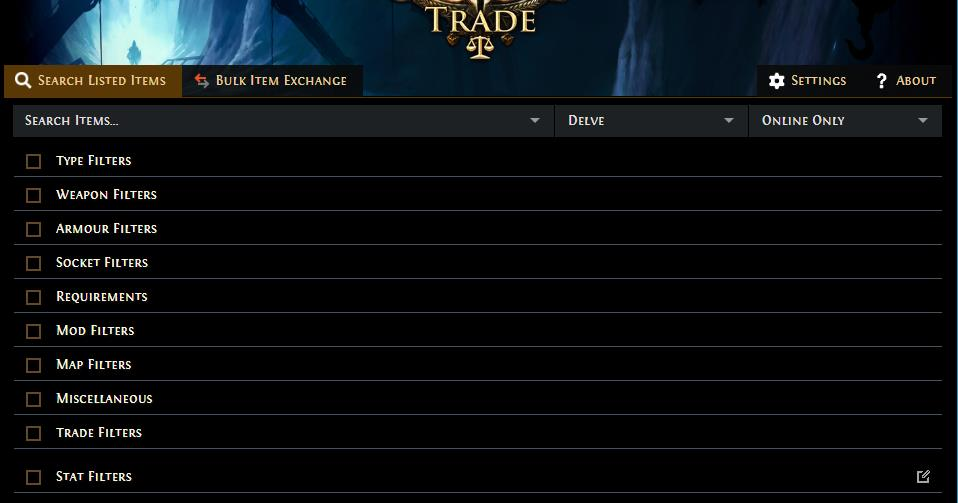 TRADE
SEARCH LISTED ITEMS
BULK ITEM EXCHANGE
SETTINGS
? ABOUT
SEARCH ITEMS...
DELVE
ONLINE ONLY
TYPE FILTERS
WEAPON FILTERS
ARMOUR FILTERS
SOCKET FILTERS
REQUIREMENTS
MOD FILTERS
MAP FILTERS
MISCELLANEOUS
TRADE FILTERS
STAT FILTERS